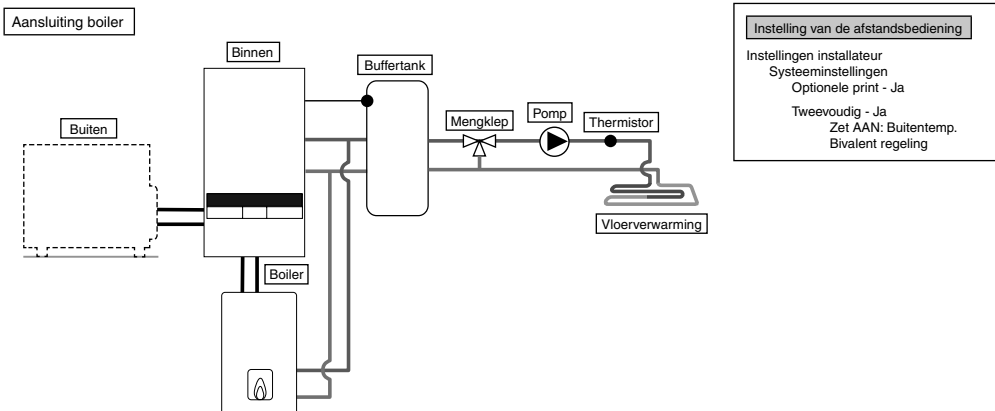 Aansluiting boiler
Binnen
Buffertank
Buiten
Mengklep
Pomp
Thermistor
Vloerverwarming
Boiler
Instelling van de afstandsbediening
Instellingen installateur
Systeeminstellingen
Optionele print - Ja
Tweevoudig - Ja
Zet AAN: Buitentemp.
Bivalent regeling